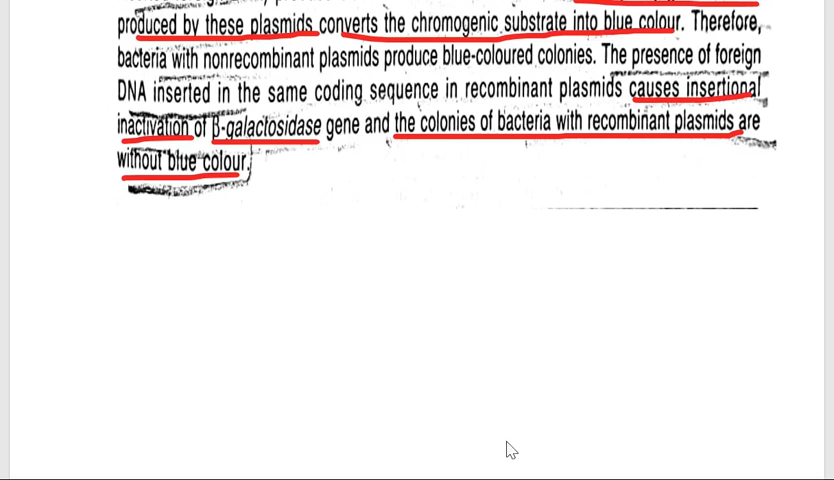 produced by these plasmids converts the chromogenic substrate into blue colour. Therefore,
bacteria with nonrecombinant plasmids produce blue-coloured colonies. The presence of foreign
DNA inserted in the same coding sequence in recombinant plasmids causes insertional
inactivation of β-galactosidase gene and the colonies of bacteria with recombinant plasmids are
without blue colour.